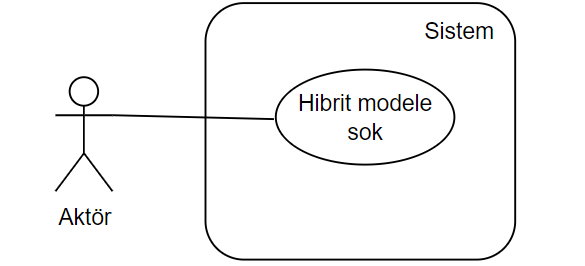 Sistem
Hibrit modele
sok
Aktör